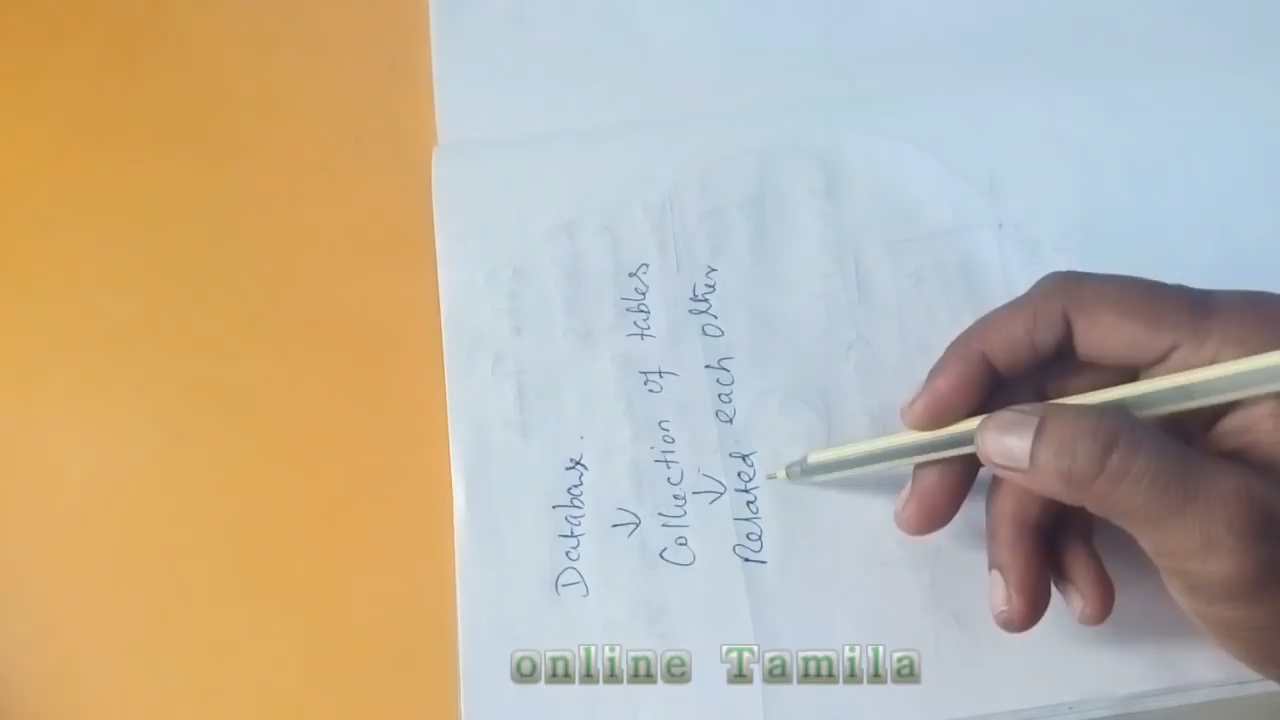 Database.
↓
Collection of tables
↓
Related each other
online Tamila